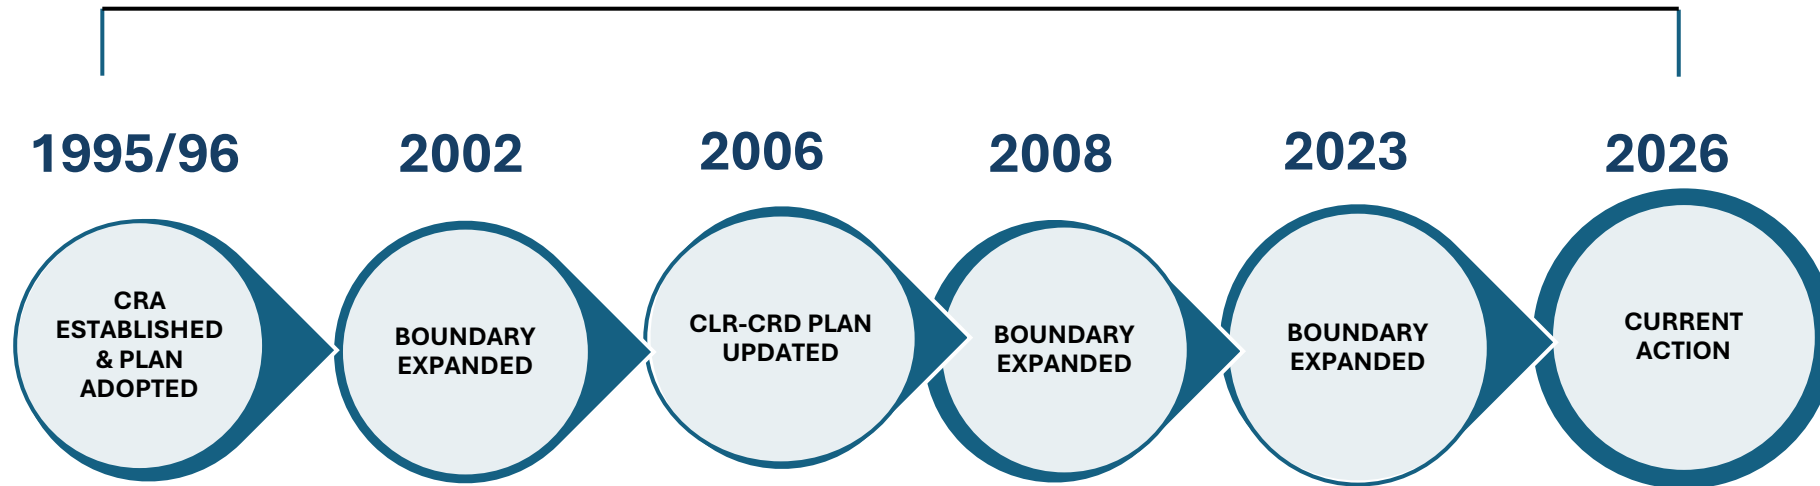 1995/96
2002
2006
2008
2023
2026
CRA
ESTABLISHED
& PLAN
ADOPTED
BOUNDARY
EXPANDED
CLR-CRD PLAN
UPDATED
BOUNDARY
EXPANDED
BOUNDARY
EXPANDED
CURRENT
ACTION